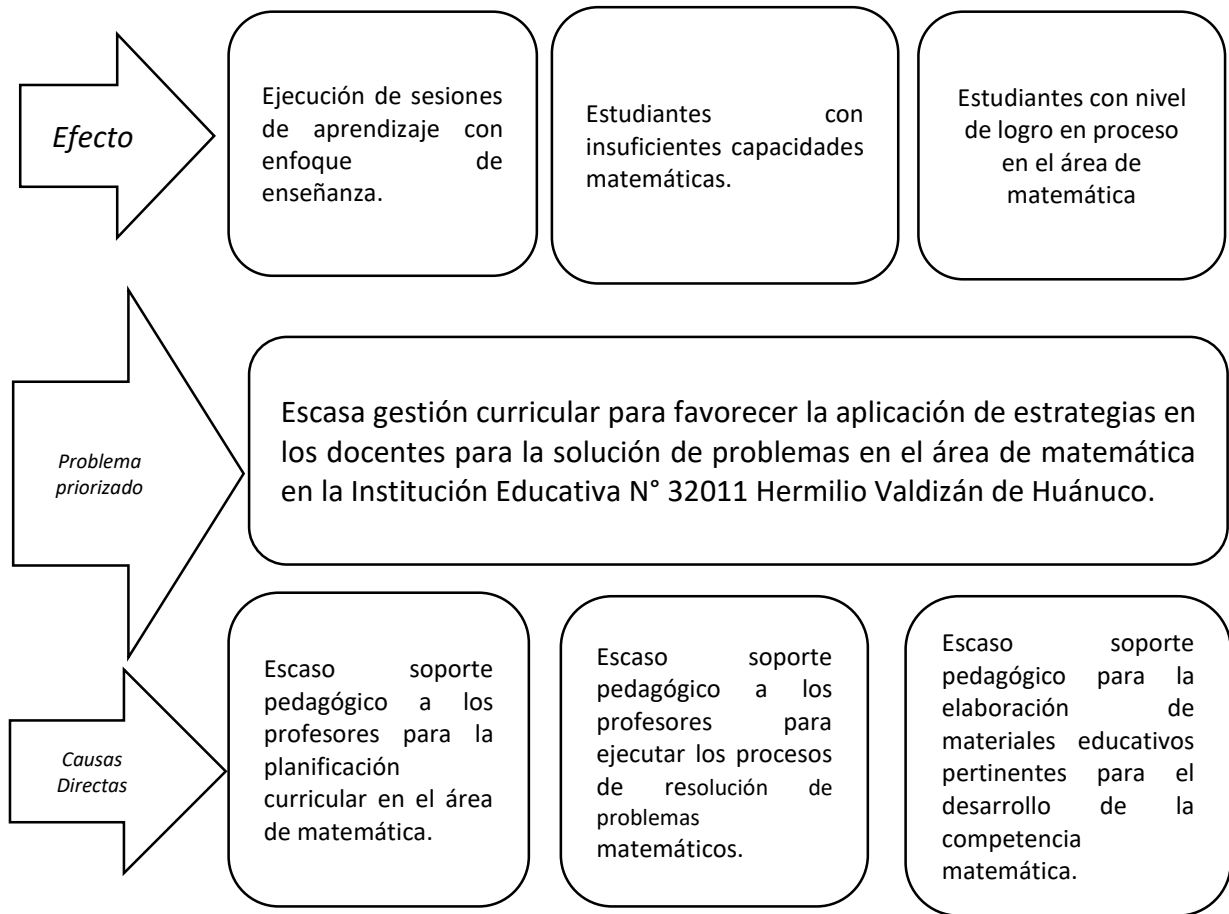 Efecto
Ejecución de sesiones
de aprendizaje con
enfoque de
enseñanza.
Estudiantes con
insuficientes capacidades
matemáticas.
Estudiantes con nivel
de logro en proceso
en el área de
matemática
Problema
priorizado
Escasa gestión curricular para favorecer la aplicación de estrategias en
los docentes para la solución de problemas en el área de matemática
en la Institución Educativa N° 32011 Hermilio Valdizán de Huánuco.
Causas
Directas
Escaso soporte
pedagógico a los
profesores para la
planificación
curricular en el área
de matemática.
Escaso soporte
pedagógico a los
profesores para
ejecutar los procesos
de resolución de
problemas
matemáticos.
Escaso soporte
pedagógico para la
elaboración de
materiales educativos
pertinentes para el
desarrollo de la
competencia
matemática.